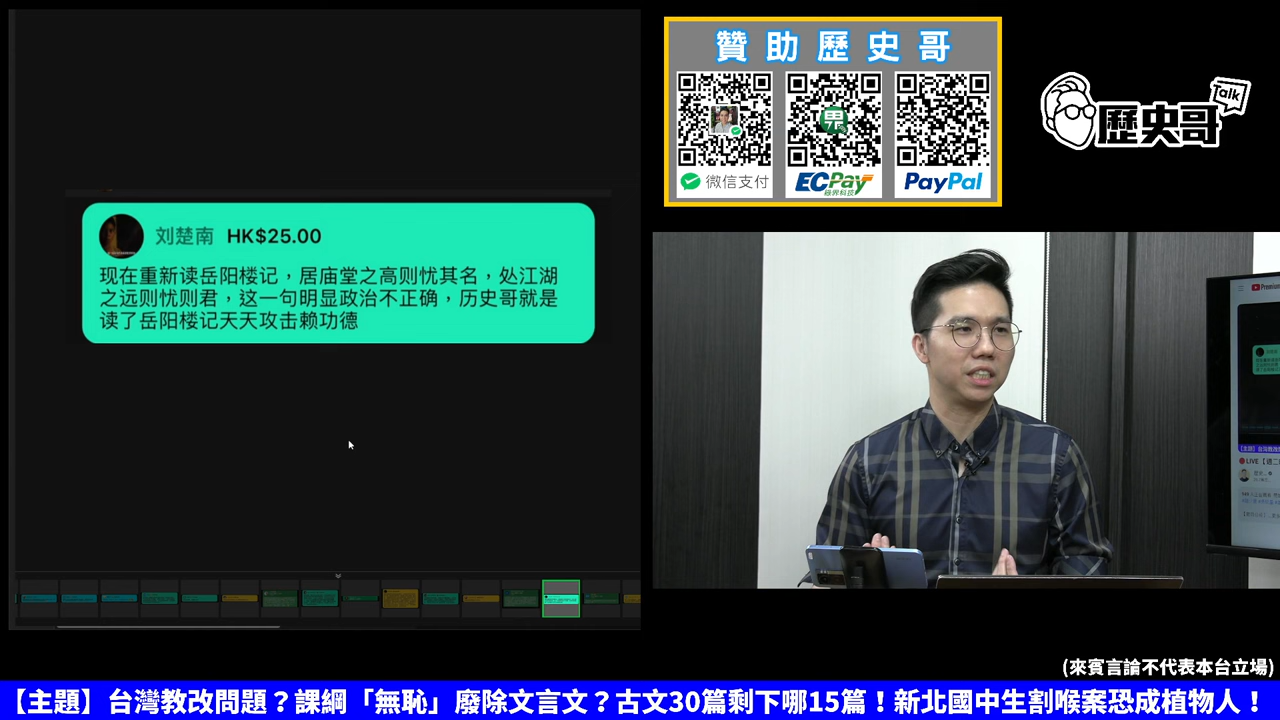 刘楚南 HK$25.00
现在重新读岳阳楼记，居庙堂之高则忧其名，处江湖
之远则忧则君，这一句明显政治不正确，历史哥就是
读了岳阳楼记天天攻击赖功德
贊助歷史哥
微信支付
ECPay
綠界科技
PayPal
歷史哥
Talk
Premium
LIVE
(來賓言論不代表本台立場)
【主題】台灣教改問題？課綱「無恥」廢除文言文？古文30篇剩下哪15篇！新北國中生割喉案恐成植物人！